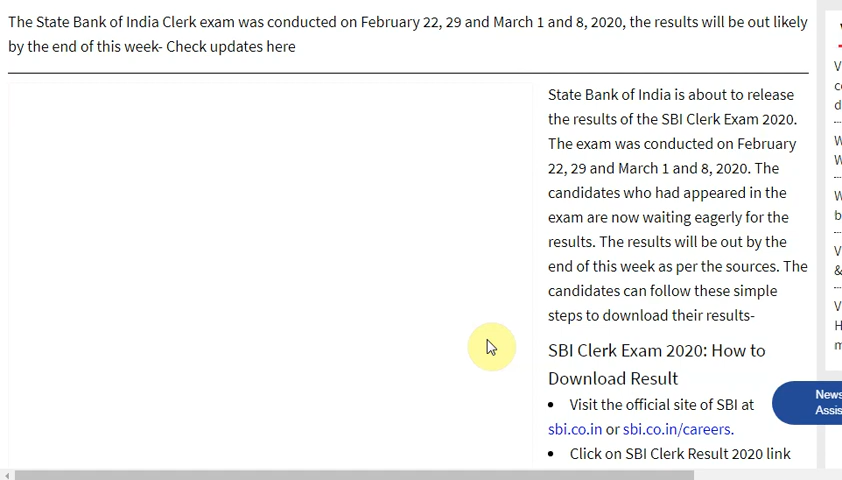 The State Bank of India Clerk exam was conducted on February 22, 29 and March 1 and 8, 2020, the results will be out likely
by the end of this week- Check updates here
State Bank of India is about to release
the results of the SBI Clerk Exam 2020.
The exam was conducted on February
22, 29 and March 1 and 8, 2020. The
candidates who had appeared in the
exam are now waiting eagerly for the
results. The results will be out by the
end of this week as per the sources. The
candidates can follow these simple
steps to download their results-
SBI Clerk Exam 2020: How to
Download Result
• Visit the official site of SBI at
sbi.co.in or sbi.co.in/careers.
• Click on SBI Clerk Result 2020 link
News